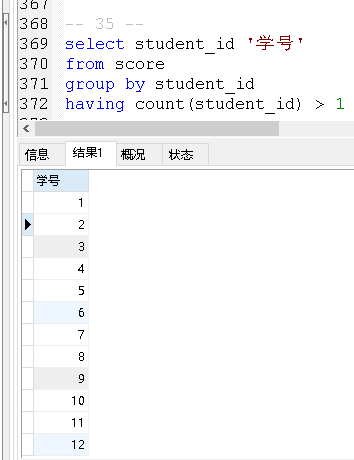 367
368 -- 35 --
369 select student_id '学号'
370 from score
371 group by student_id
372 having count(student_id) > 1
信息 结果1 概况 状态
学号
1
2
3
4
5
6
7
8
9
10
11
12